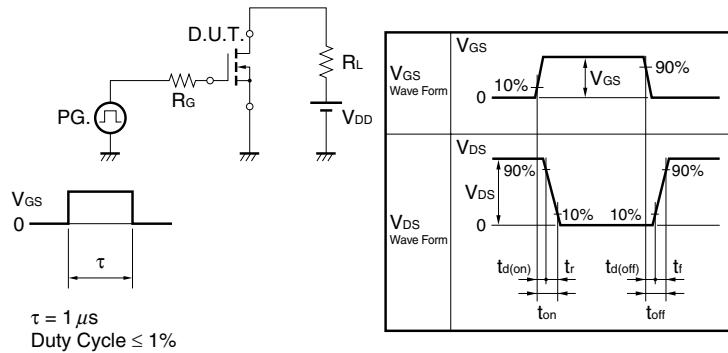 D.U.T.
RL
RG
PG.
VDD
VGS
0
τ
τ = 1 μs
Duty Cycle ≤ 1%
VGS
Wave Form
VGS
10%
VGS
90%
0
VDS
Wave Form
VDS
90%
VDS
90%
10%
10%
0
td(on)
tr
td(off)
tf
ton
toff